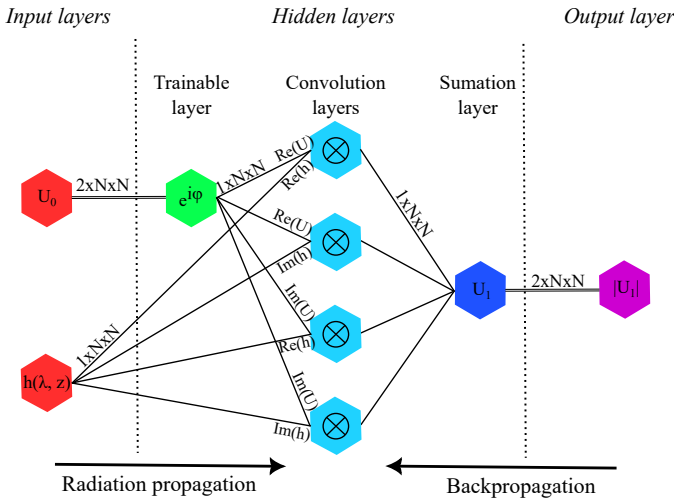 Input layers
Hidden layers
Output layer
Trainable
layer
Convolution
layers
Sumation
layer
U₀
2xNxN
e^iφ
1xNxN
Re(U)
Re(h)
Re(U)
Im(h)
Im(U)
Re(h)
Im(U)
Im(h)
1xNxN
U₁
2xNxN
|U₁|
h(λ, z)
1xNxN
Radiation propagation
Backpropagation